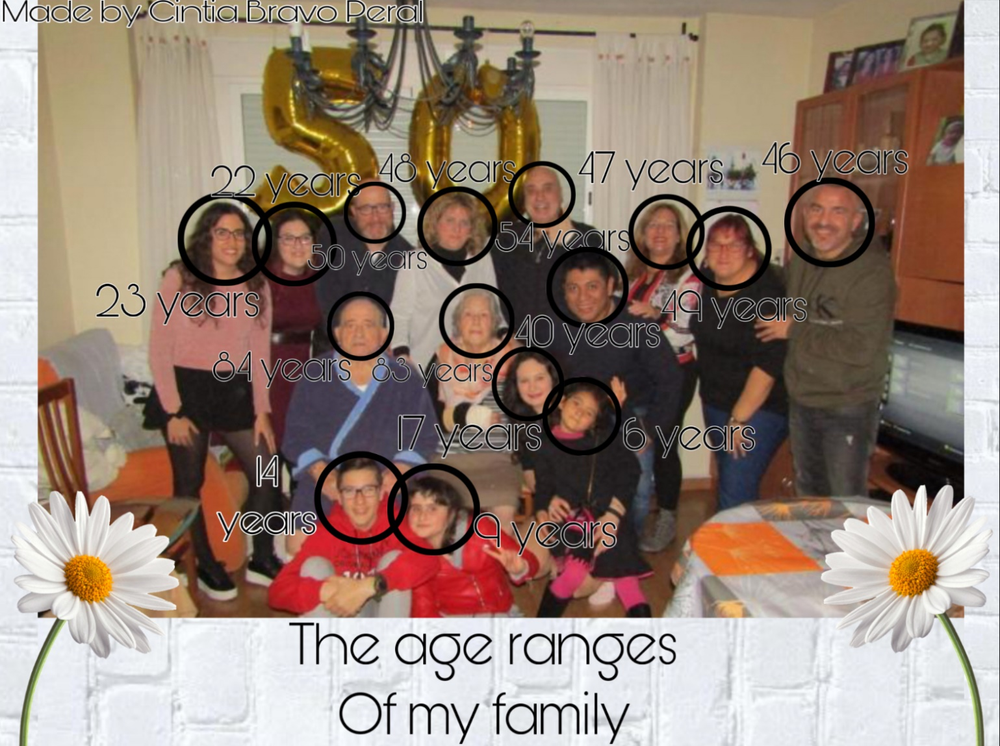 Made by Cintia Bravo Peral
22 years
48 years
47 years
46 years
50 years
54 years
23 years
49 years
84 years
83 years
40 years
17 years
6 years
14
years
9 years
The age ranges
Of my family